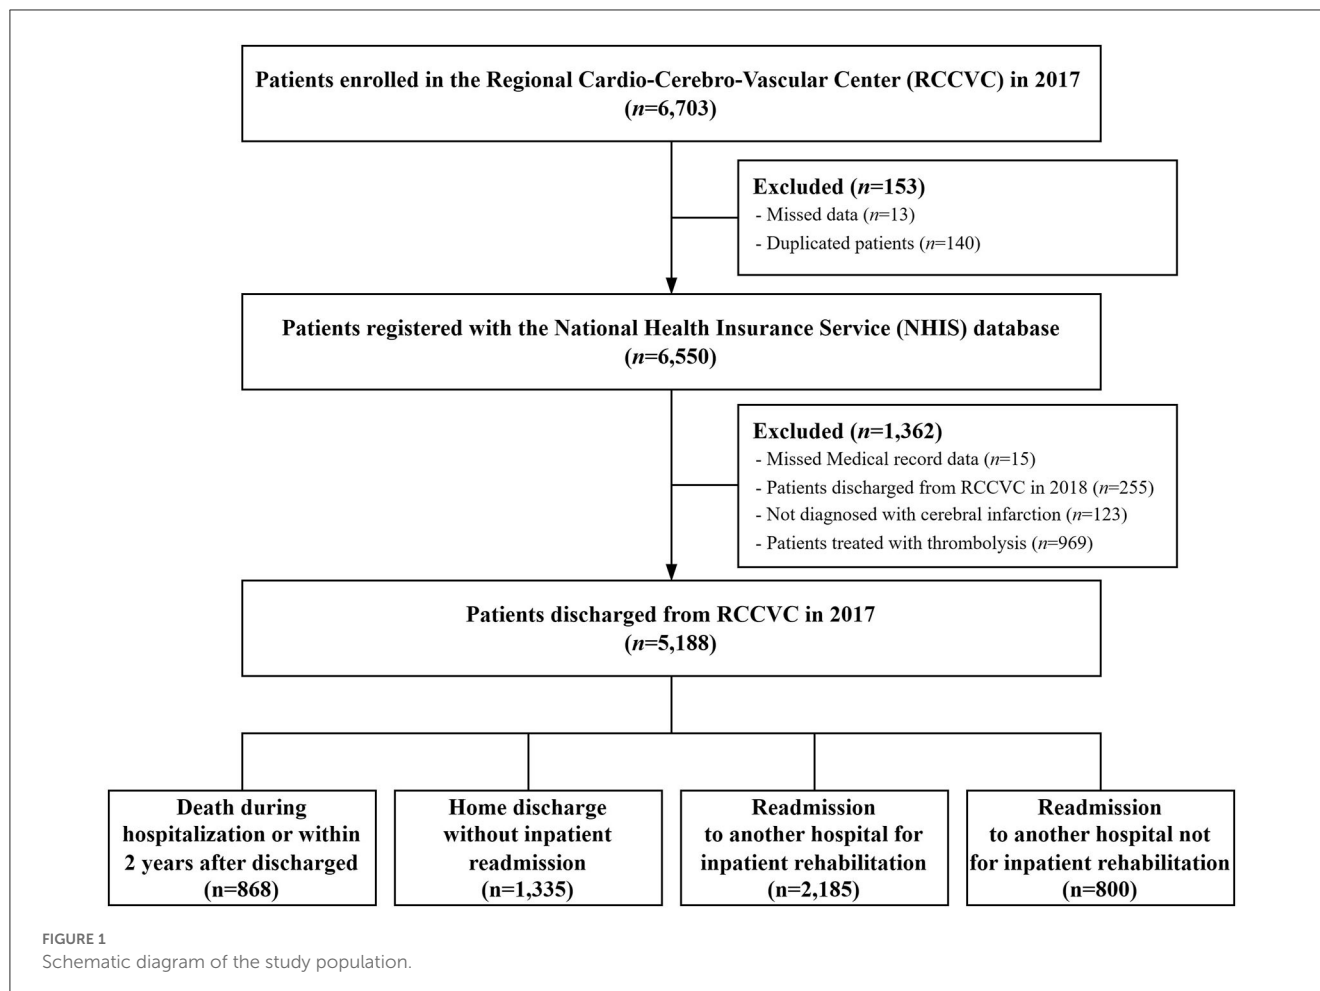 Patients enrolled in the Regional Cardio-Cerebro-Vascular Center (RCCVC) in 2017
(n=6,703)
Excluded (n=153)
- Missed data (n=13)
- Duplicated patients (n=140)
Patients registered with the National Health Insurance Service (NHIS) database
(n=6,550)
Excluded (n=1,362)
- Missed Medical record data (n=15)
- Patients discharged from RCCVC in 2018 (n=255)
- Not diagnosed with cerebral infarction (n=123)
- Patients treated with thrombolysis (n=969)
Patients discharged from RCCVC in 2017
(n=5,188)
Death during
hospitalization or within
2 years after discharged
(n=868)
Home discharge
without inpatient
readmission
(n=1,335)
Readmission
to another hospital for
inpatient rehabilitation
(n=2,185)
Readmission
to another hospital not
for inpatient rehabilitation
(n=800)
FIGURE 1
Schematic diagram of the study population.